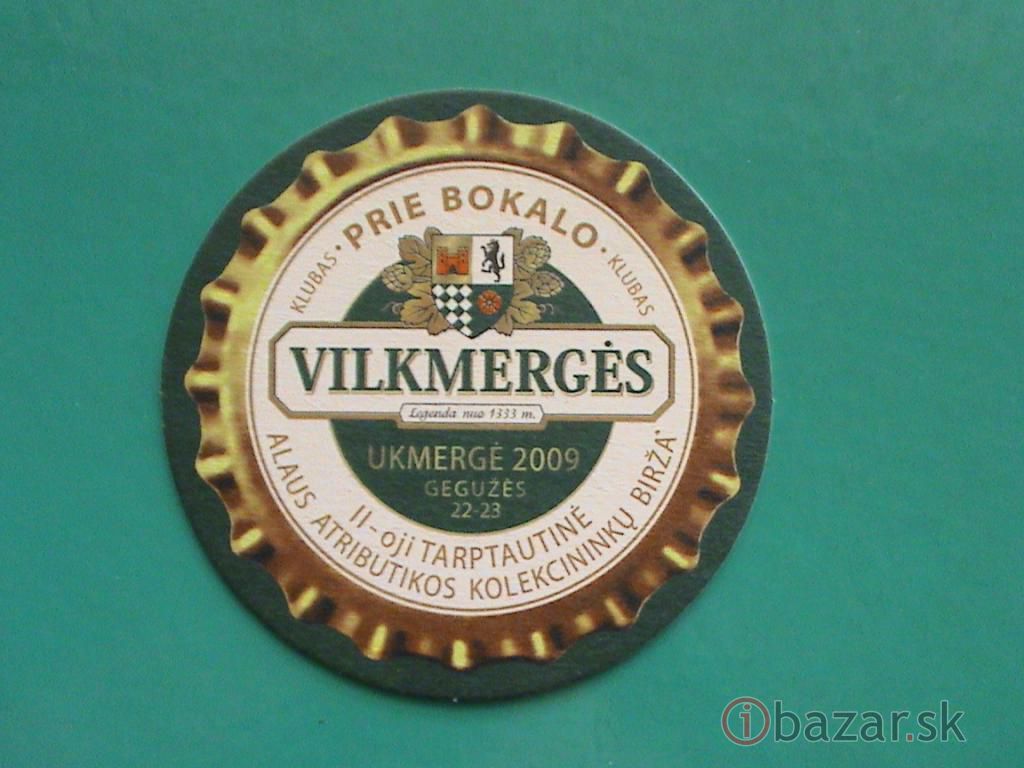 PRIE BOKALO
KLUBAS · · KLUBAS
VILKMERGĖS
Legenda nuo 1333 m.
UKMERGĖ 2009
GEGUŽĖS
22-23
II-oji TARPTAUTINĖ
ALAUS ATRIBUTIKOS KOLEKCININKŲ BIRŽA
ibazar.sk